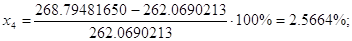 x₄ = (268.79481650 − 262.0690213) / 262.0690213 · 100% = 2.5664%;